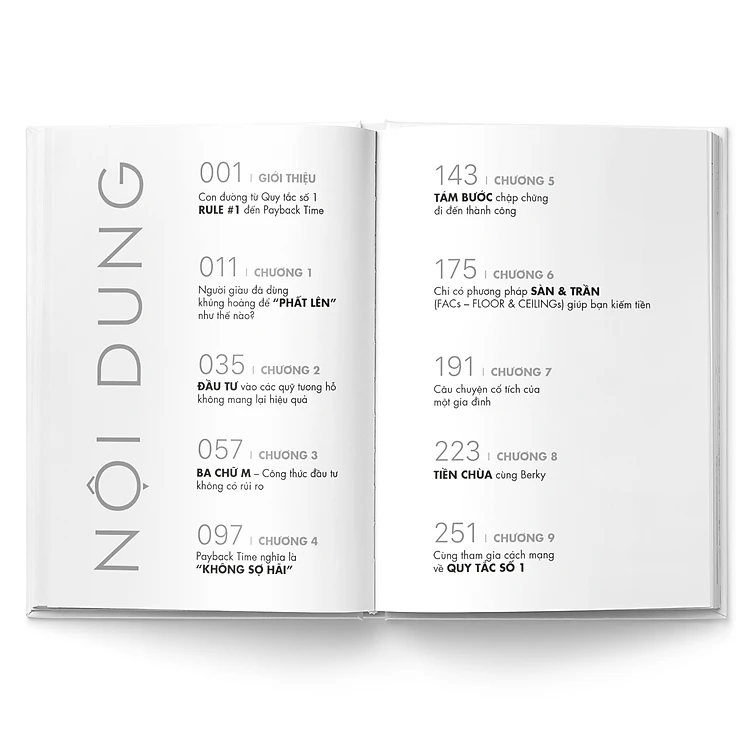 NỘI DUNG
001 | GIỚI THIỆU
Con đường từ Quy tắc số 1
RULE #1 đến Payback Time
011 | CHƯƠNG 1
Người giàu đã dùng
khủng hoảng để “PHẤT LÊN”
như thế nào?
035 | CHƯƠNG 2
ĐẦU TƯ vào các quỹ tương hỗ
không mang lại hiệu quả
057 | CHƯƠNG 3
BA CHỮ M – Công thức đầu tư
không có rủi ro
097 | CHƯƠNG 4
Payback Time nghĩa là
“KHÔNG SỢ HÃI”
143 | CHƯƠNG 5
TÁM BƯỚC chập chững
đi đến thành công
175 | CHƯƠNG 6
Chỉ có phương pháp SÀN & TRẦN
(FACs – FLOOR & CEILINGs) giúp bạn kiếm tiền
191 | CHƯƠNG 7
Câu chuyện cổ tích của
một gia đình
223 | CHƯƠNG 8
TIỀN CHÙA cùng Berky
251 | CHƯƠNG 9
Cùng tham gia cách mạng
về QUY TẮC SỐ 1